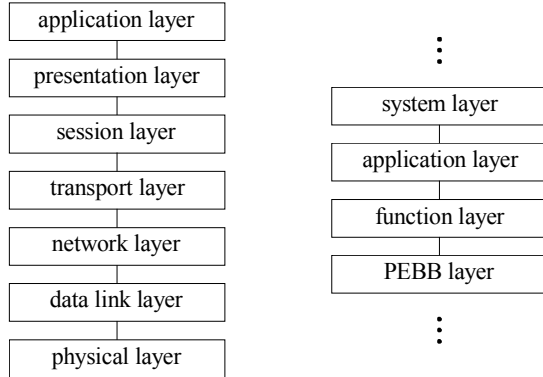 application layer
presentation layer
session layer
transport layer
network layer
data link layer
physical layer
system layer
application layer
function layer
PEBB layer